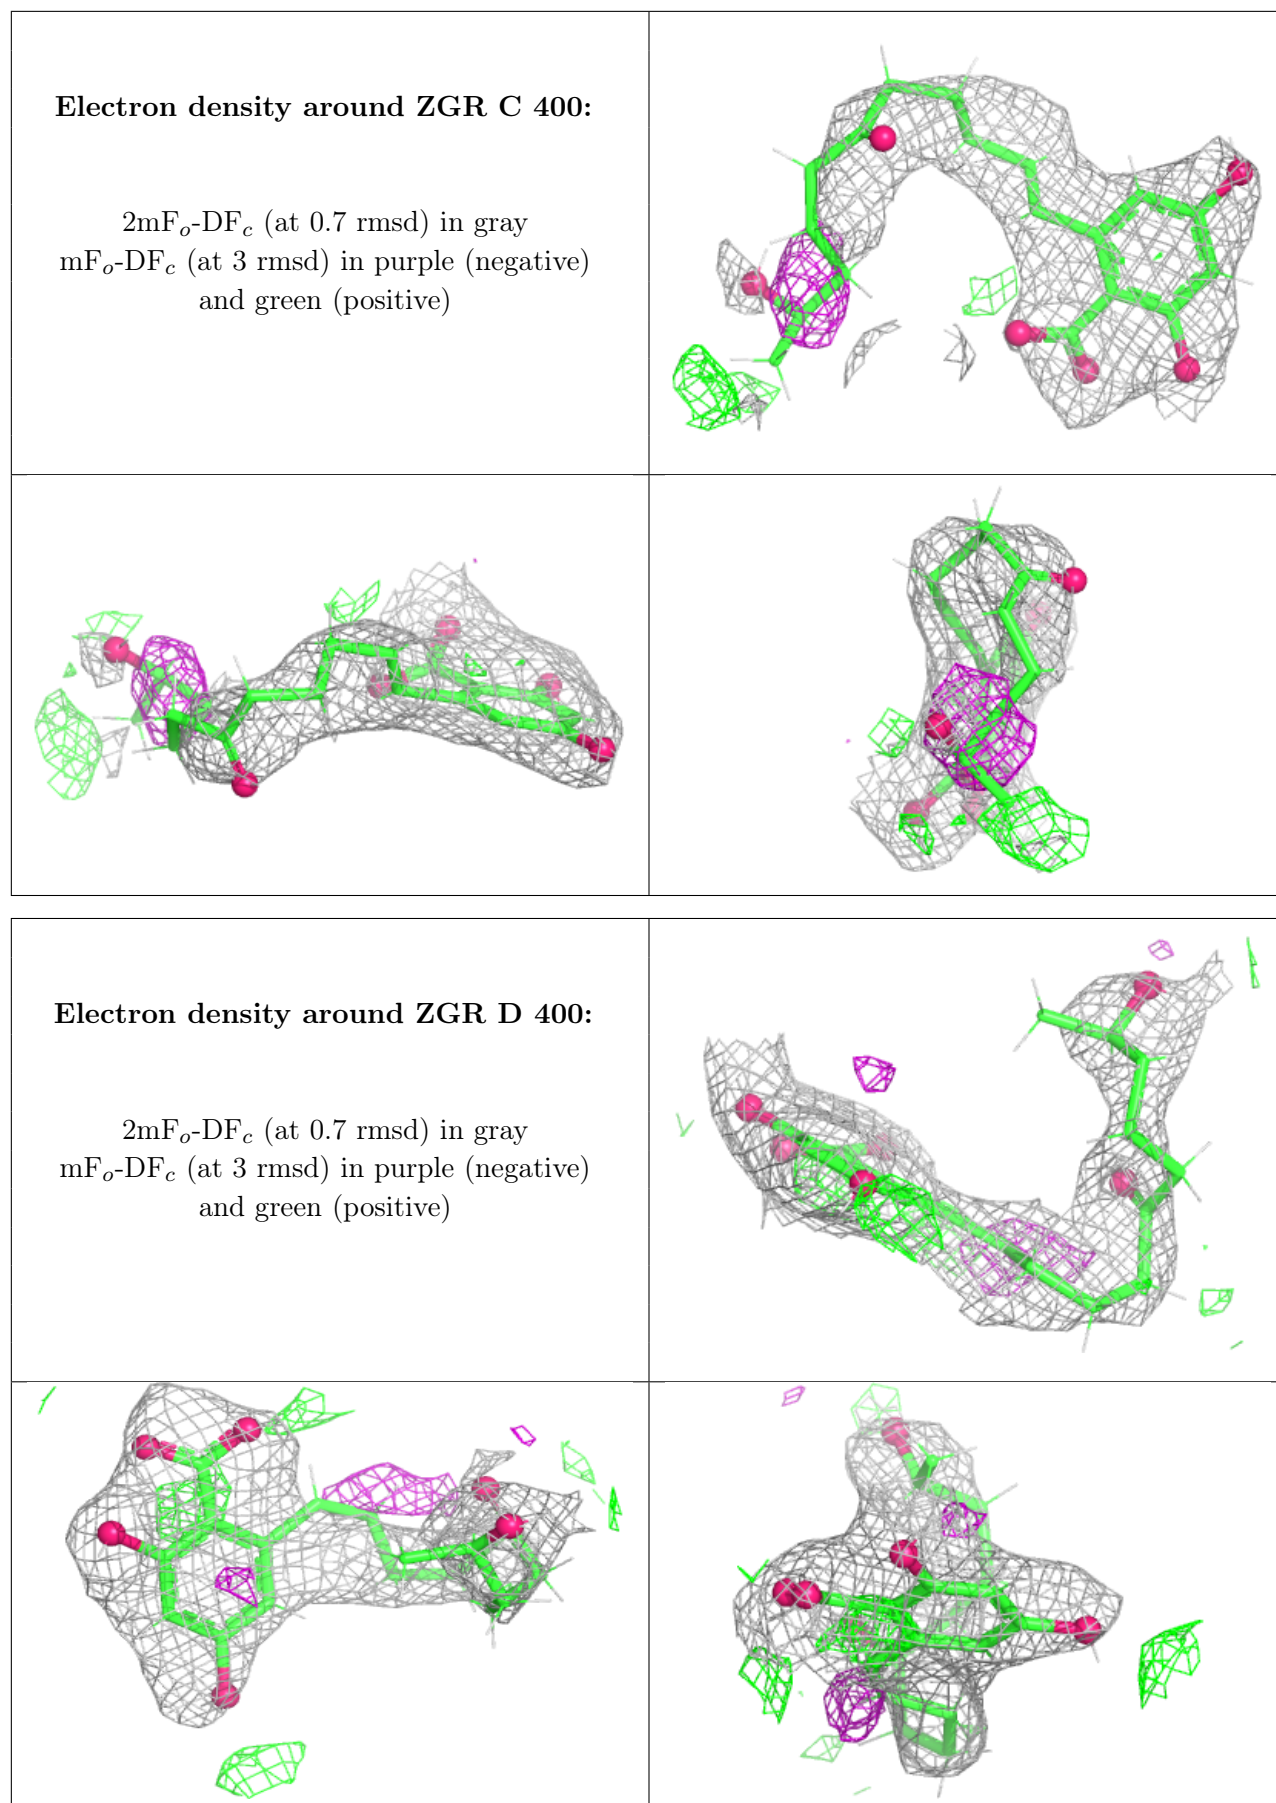 Electron density around ZGR C 400:
2mFo-DFc (at 0.7 rmsd) in gray
mFo-DFc (at 3 rmsd) in purple (negative)
and green (positive)
Electron density around ZGR D 400:
2mFo-DFc (at 0.7 rmsd) in gray
mFo-DFc (at 3 rmsd) in purple (negative)
and green (positive)